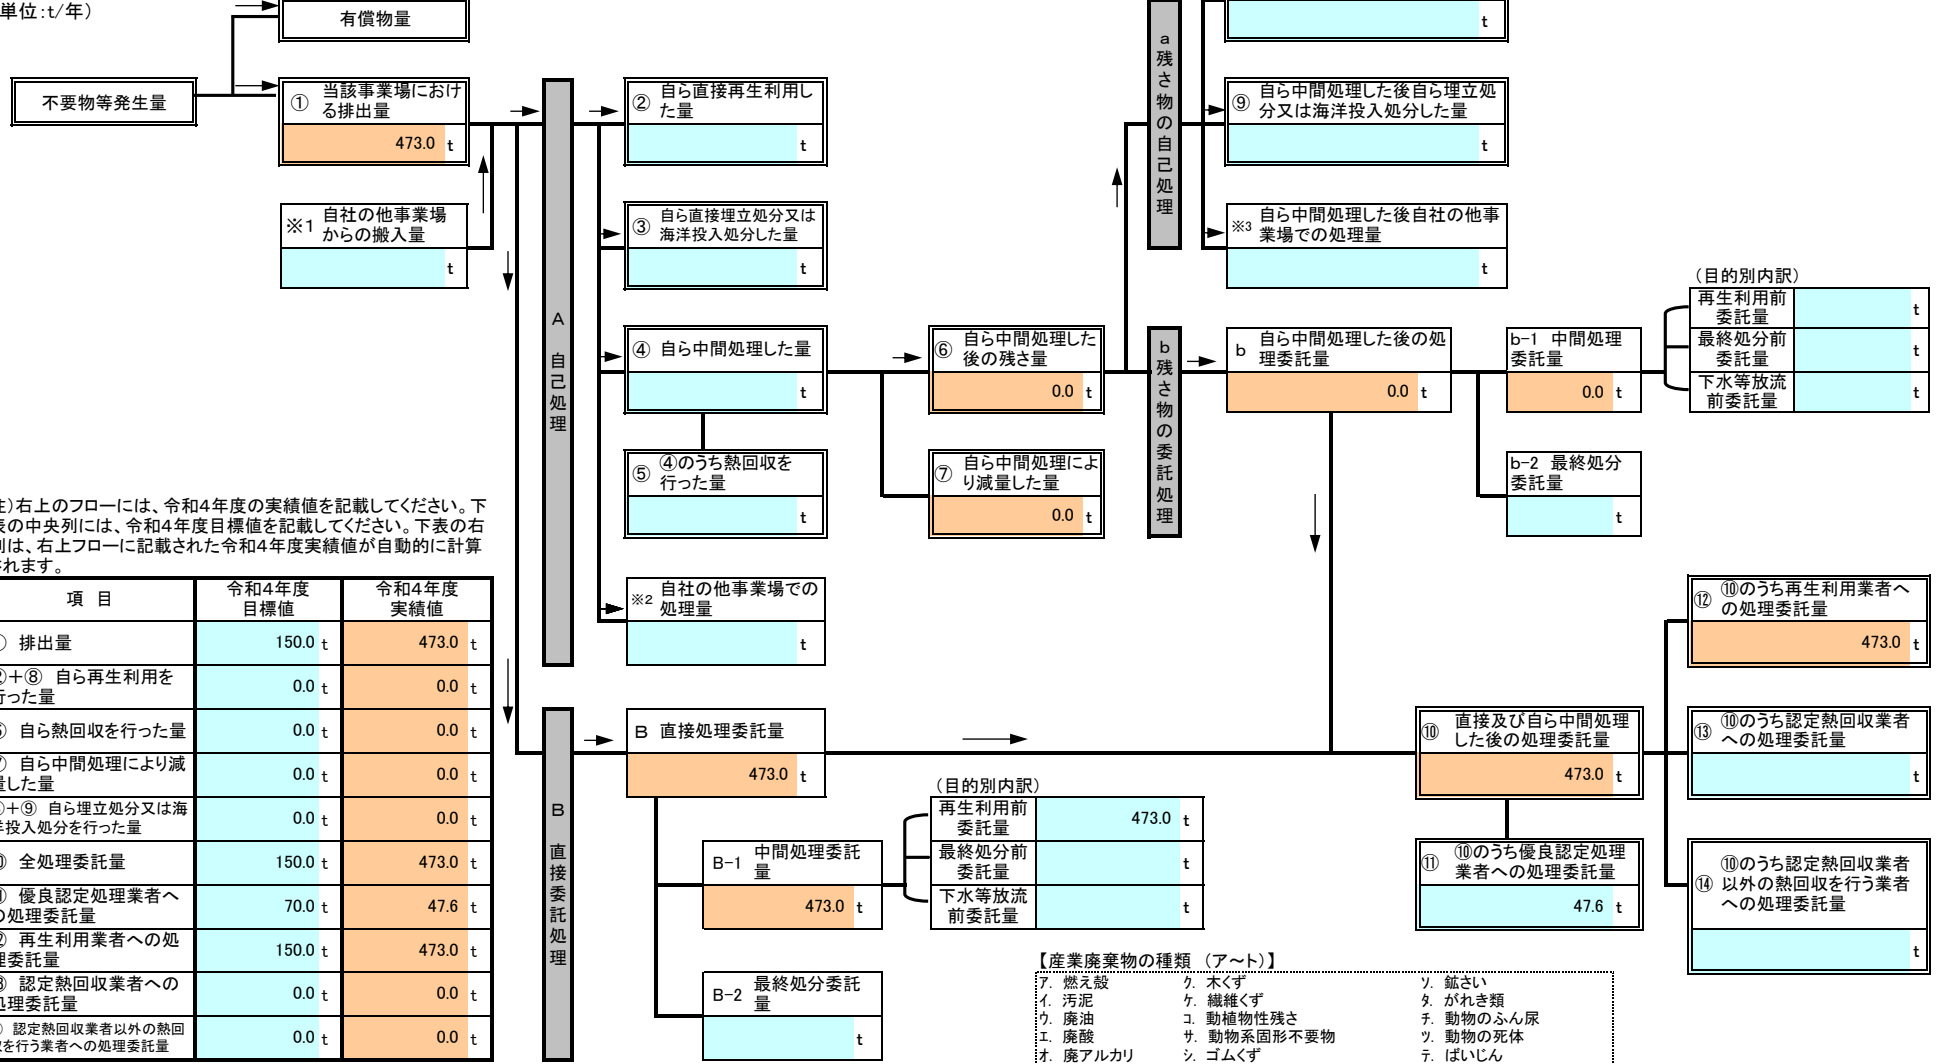 単位:t/年)
有償物量
不要物等発生量
① 当該事業場におけ
る排出量
473.0 t
※1 自社の他事業場
からの搬入量
t
A 自己処理
② 自ら直接再生利用し
た量
t
③ 自ら直接埋立処分又は
海洋投入処分した量
t
④ 自ら中間処理した量
t
⑤ ④のうち熱回収を
行った量
t
※2 自社の他事業場での
処理量
t
⑥ 自ら中間処理した
後の残さ量
0.0 t
⑦ 自ら中間処理によ
り減量した量
0.0 t
a残さ物の自己処理
t
⑨ 自ら中間処理した後自ら埋立処
分又は海洋投入処分した量
t
※3 自ら中間処理した後自社の他事
業場での処理量
t
b残さ物の委託処理
b 自ら中間処理した後の処
理委託量
0.0 t
b-1 中間処理
委託量
0.0 t
b-2 最終処分
委託量
t
(目的別内訳)
再生利用前
委託量
t
最終処分前
委託量
t
下水等放流
前委託量
t
)右上のフローには、令和4年度の実績値を記載してください。下
の中央列には、令和4年度目標値を記載してください。下表の右
は、右上フローに記載された令和4年度実績値が自動的に計算
れます。
項 目
令和4年度
目標値
令和4年度
実績値
) 排出量
150.0 t
473.0 t
)+⑧ 自ら再生利用を
った量
0.0 t
0.0 t
) 自ら熱回収を行った量
0.0 t
0.0 t
) 自ら中間処理により減
した量
0.0 t
0.0 t
)+⑨ 自ら埋立処分又は海
投入処分を行った量
0.0 t
0.0 t
) 全処理委託量
150.0 t
473.0 t
) 優良認定処理業者へ
の処理委託量
70.0 t
47.6 t
) 再生利用業者への処
理委託量
150.0 t
473.0 t
) 認定熱回収業者への
処理委託量
0.0 t
0.0 t
) 認定熱回収業者以外の熱回
収を行う業者への処理委託量
0.0 t
0.0 t
B 直接委託処理
B 直接処理委託量
473.0 t
B-1 中間処理委託
量
473.0 t
B-2 最終処分委託
量
t
(目的別内訳)
再生利用前
委託量
473.0 t
最終処分前
委託量
t
下水等放流
前委託量
t
⑩ 直接及び自ら中間処理
した後の処理委託量
473.0 t
⑪ ⑩のうち優良認定処理
業者への処理委託量
47.6 t
⑫ ⑩のうち再生利用業者へ
の処理委託量
473.0 t
⑬ ⑩のうち認定熱回収業者
への処理委託量
t
⑭ ⑩のうち認定熱回収業者
以外の熱回収を行う業者
への処理委託量
t
【産業廃棄物の種類 (ア~ト)】
ア. 燃え殻 ク. 木くず ソ. 鉱さい
イ. 汚泥 ケ. 繊維くず タ. がれき類
ウ. 廃油 コ. 動植物性残さ チ. 動物のふん尿
エ. 廃酸 サ. 動物系固形不要物 ツ. 動物の死体
オ. 廃アルカリ シ. ゴムくず テ. ばいじん